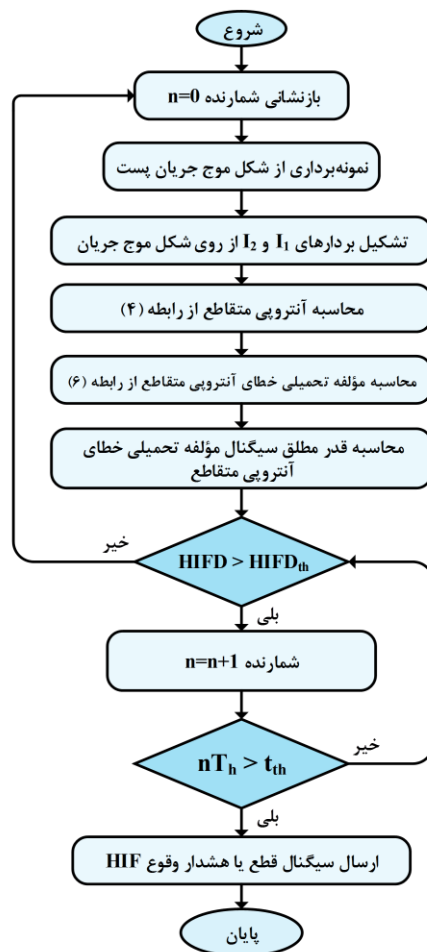 شروع
بازنشانی شمارنده n=0
نمونه‌برداری از شکل موج جریان پست
تشکیل بردارهای I₁ و I₂ از روی شکل موج جریان
محاسبه آنتروپی متقاطع از رابطه (۴)
محاسبه مؤلفه تحمیلی خطای آنتروپی متقاطع از رابطه (۶)
محاسبه قدر مطلق سیگنال مؤلفه تحمیلی خطای
آنتروپی متقاطع
HIFD > HIFDth
خیر
بلی
شمارنده n=n+1
nTh > tth
خیر
بلی
ارسال سیگنال قطع یا هشدار وقوع HIF
پایان